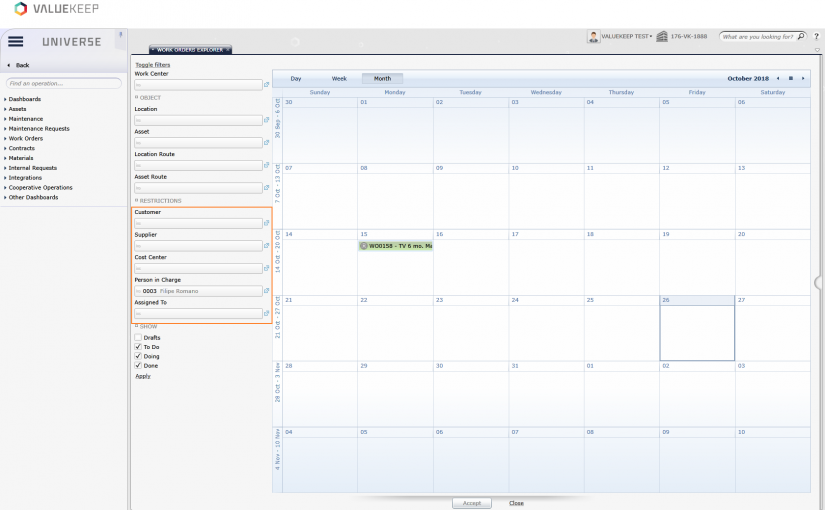 VALUEKEEP
UNIVERSE
WORK ORDERS EXPLORER
VALUEKEEP TEST
176-VK-1888
What are you looking for?
?
Back
Find an operation...
Dashboards
Assets
Maintenance
Maintenance Requests
Work Orders
Contracts
Materials
Internal Requests
Integrations
Cooperative Operations
Other Dashboards
Toggle filters
Work Center
OBJECT
Location
Asset
Location Route
Asset Route
RESTRICTIONS
Customer
Supplier
Cost Center
Person in Charge
0003 Filipe Romano
Assigned To
SHOW
Drafts
To Do
Doing
Done
Apply
Day Week Month October 2018
Sunday Monday Tuesday Wednesday Thursday Friday Saturday
30 Sep - 6 Oct
30 01 02 03 04 05 06
7 Oct - 13 Oct
07 08 09 10 11 12 13
14 Oct - 20 Oct
14 15 16 17 18 19 20
WO0158 - TV 6 mo. Ma
21 Oct - 27 Oct
21 22 23 24 25 26 27
28 Oct - 3 Nov
28 29 30 31 01 02 03
4 Nov - 10 Nov
04 05 06 07 08 09 10
Accept Close